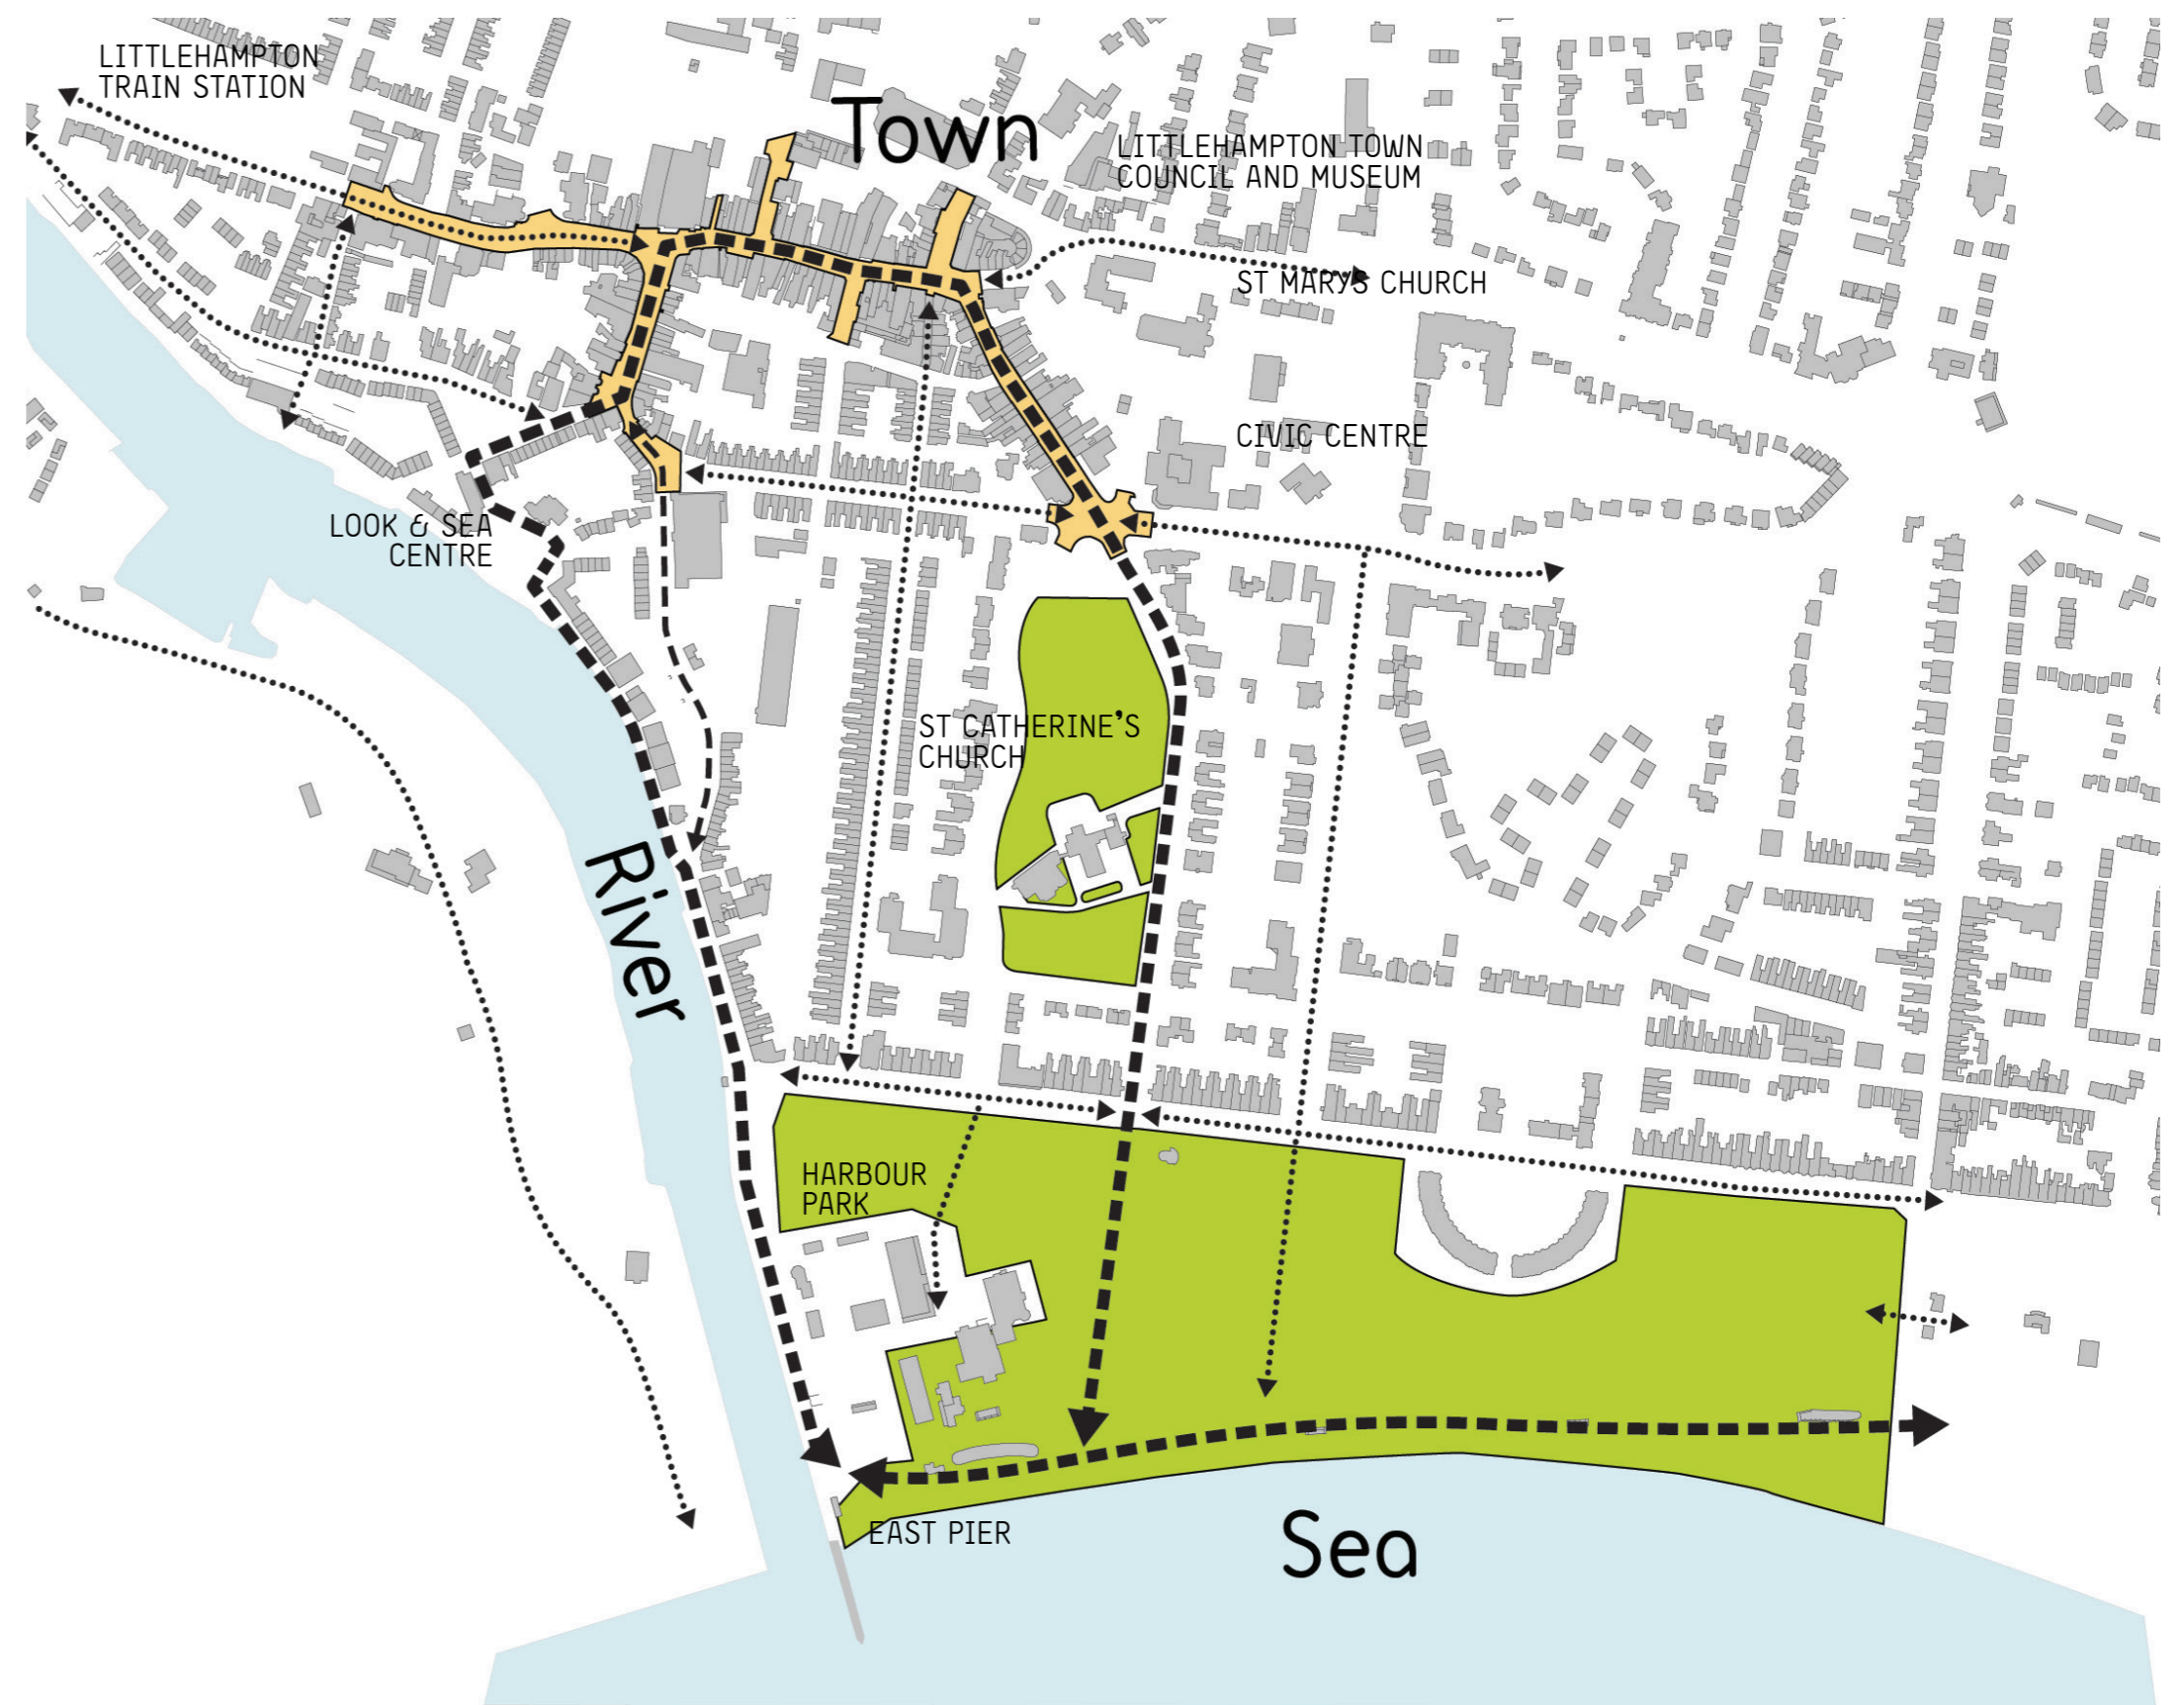 LITTLEHAMPTON
TRAIN STATION
Town
LITTLEHAMPTON TOWN
COUNCIL AND MUSEUM
ST MARYS CHURCH
CIVIC CENTRE
LOOK & SEA
CENTRE
ST CATHERINE'S
CHURCH
River
HARBOUR
PARK
EAST PIER
Sea